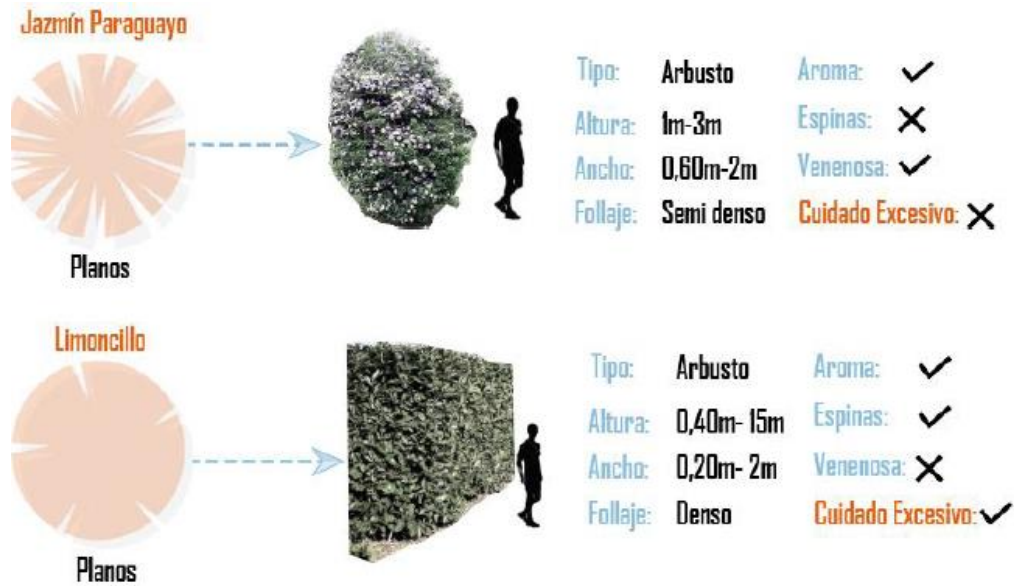 Jazmín Paraguayo
Planos
Tipo: Arbusto Aroma:
Altura: 1m-3m Espinas:
Ancho: 0,60m-2m Venenosa:
Follaje: Semi denso Cuidado Excesivo:
Limoncillo
Planos
Tipo: Arbusto Aroma:
Altura: 0,40m- 15m Espinas:
Ancho: 0,20m- 2m Venenosa:
Follaje: Denso Cuidado Excesivo: